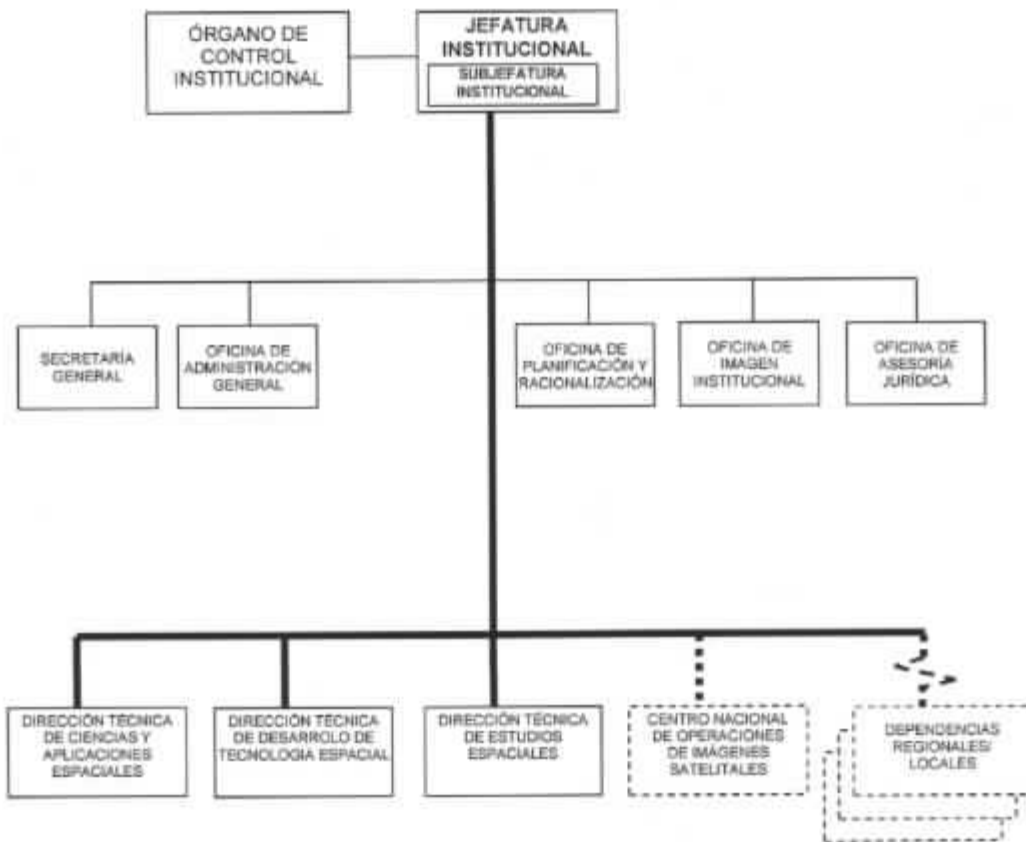 ÓRGANO DE
CONTROL
INSTITUCIONAL
JEFATURA
INSTITUCIONAL
SUBJEFATURA
INSTITUCIONAL
SECRETARÍA
GENERAL
OFICINA DE
ADMINISTRACIÓN
GENERAL
OFICINA DE
PLANIFICACIÓN Y
RACIONALIZACIÓN
OFICINA DE
IMAGEN
INSTITUCIONAL
OFICINA DE
ASESORÍA
JURÍDICA
DIRECCIÓN TÉCNICA
DE CIENCIAS Y
APLICACIONES
ESPACIALES
DIRECCIÓN TÉCNICA
DE DESARROLO DE
TECNOLOGIA ESPACIAL
DIRECCIÓN TÉCNICA
DE ESTUDIOS
ESPACIALES
CENTRO NACIONAL
DE OPERACIONES
DE IMÁGENES
SATELITALES
DEPENDENCIAS
REGIONALES/
LOCALES